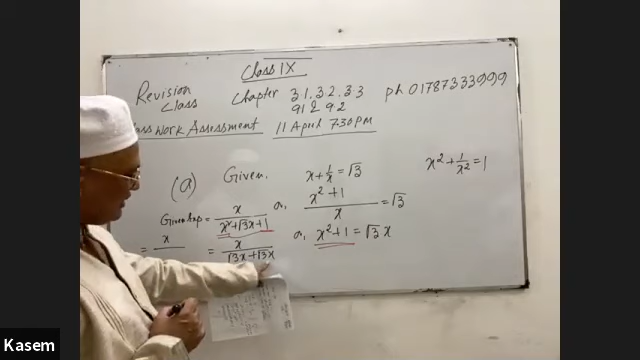 Class IX
Revision Class Chapter 3.1, 3.2, 3.3 9.1 & 9.2 ph 01787333999
Class Work Assessment 11 April 7.30 PM
(a) Given, x + 1/x = √3 x² + 1/x² = 1
Given Exp = x / (x² + √3x + 1) or, (x² + 1) / x = √3
= x / (√3x + √3x) or, x² + 1 = √3 x
= x
Kasem